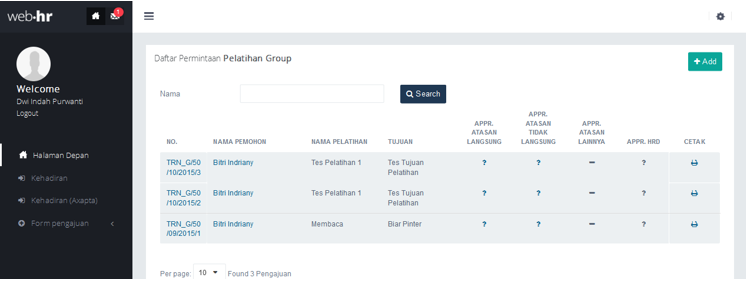 web-hr
1
Daftar Permintaan Pelatihan Group
+ Add
Welcome
Dwi Indah Purwanti
Logout
Nama
Search
Halaman Depan
Kehadiran
Kehadiran (Axapta)
Form pengajuan
NO.
NAMA PEMOHON
NAMA PELATIHAN
TUJUAN
APPR.
ATASAN
LANGSUNG
APPR.
ATASAN
TIDAK
LANGSUNG
APPR.
ATASAN
LAINNYA
APPR. HRD
CETAK
TRN_G/50
/10/2015/3
Bitri Indriany
Tes Pelatihan 1
Tes Tujuan
Pelatihan
?
?
–
?
TRN_G/50
/10/2015/2
Bitri Indriany
Tes Pelatihan 1
Tes Tujuan
Pelatihan
?
?
–
?
TRN_G/50
/09/2015/1
Bitri Indriany
Membaca
Biar Pinter
?
?
–
?
Per page: 10 Found 3 Pengajuan